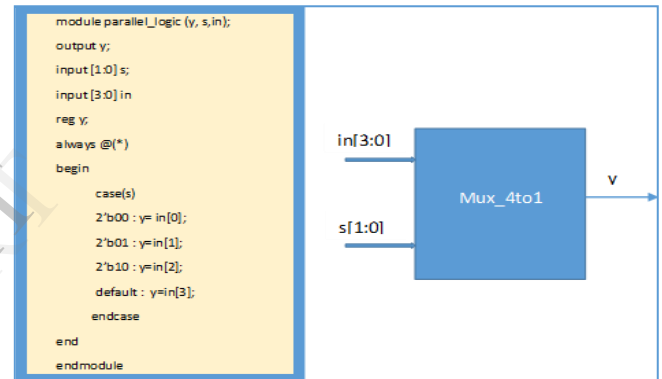 module parallel_logic (y, s,in);
output y;
input [1:0] s;
input [3:0] in
reg y;
always @(*)
begin
case(s)
2'b00 : y= in[0];
2'b01 : y=in[1];
2'b10 : y=in[2];
default : y=in[3];
endcase
end
endmodule
in[3:0]
s[1:0]
Mux_4to1
y